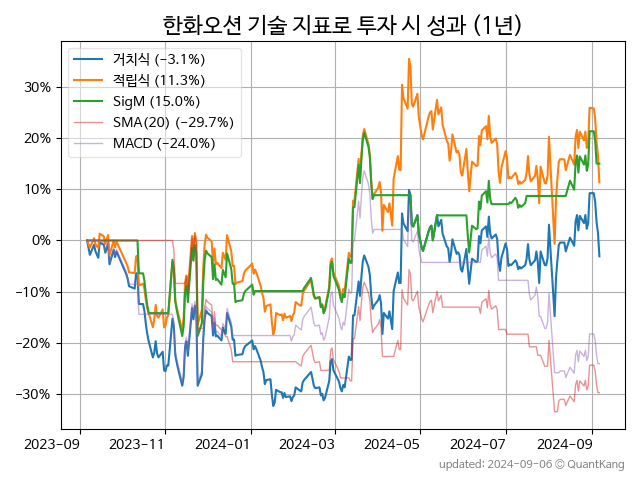 한화오션 기술 지표로 투자 시 성과 (1년)
거치식 (−3.1%)
적립식 (11.3%)
SigM (15.0%)
SMA(20) (−29.7%)
MACD (−24.0%)
30%
20%
10%
0%
−10%
−20%
−30%
2023-09 2023-11 2024-01 2024-03 2024-05 2024-07 2024-09
updated: 2024-09-06 © QuantKang